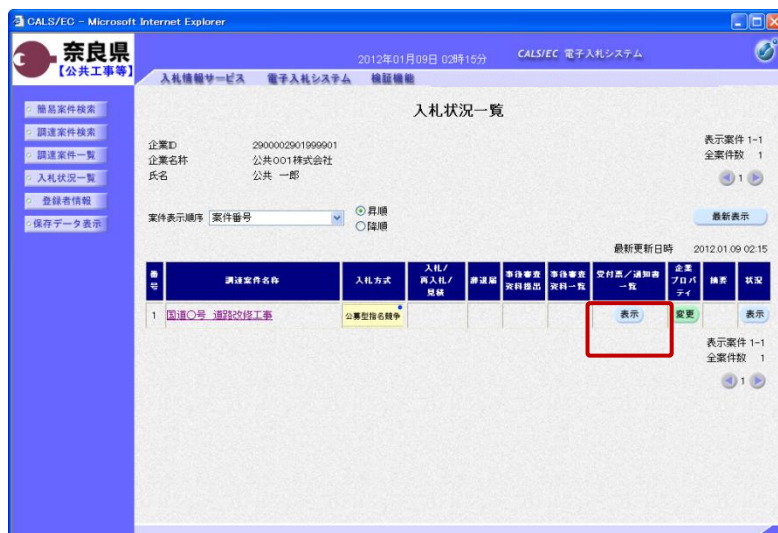 CALS/EC - Microsoft Internet Explorer
奈良県
【公共工事等】
2012年01月09日 02時15分
CALS/EC 電子入札システム
入札情報サービス 電子入札システム 検証機能
簡易案件検索
調達案件検索
調達案件一覧
入札状況一覧
登録者情報
保存データ表示
入札状況一覧
企業ID 2900002901999901
企業名称 公共001株式会社
氏名 公共 一郎
表示案件 1-1
全案件数 1
1
案件表示順序 案件番号
昇順
降順
最新表示
最新更新日時 2012.01.09 02:15
番号 調達案件名称 入札方式 入札/再入札/見積 辞退届 事後審査資料提出 事後審査資料一覧 受付票/通知書一覧 企業プロパティ 摘要 状況
1 国道〇号 道路改修工事 公募型指名競争 表示 変更 表示
表示案件 1-1
全案件数 1
1